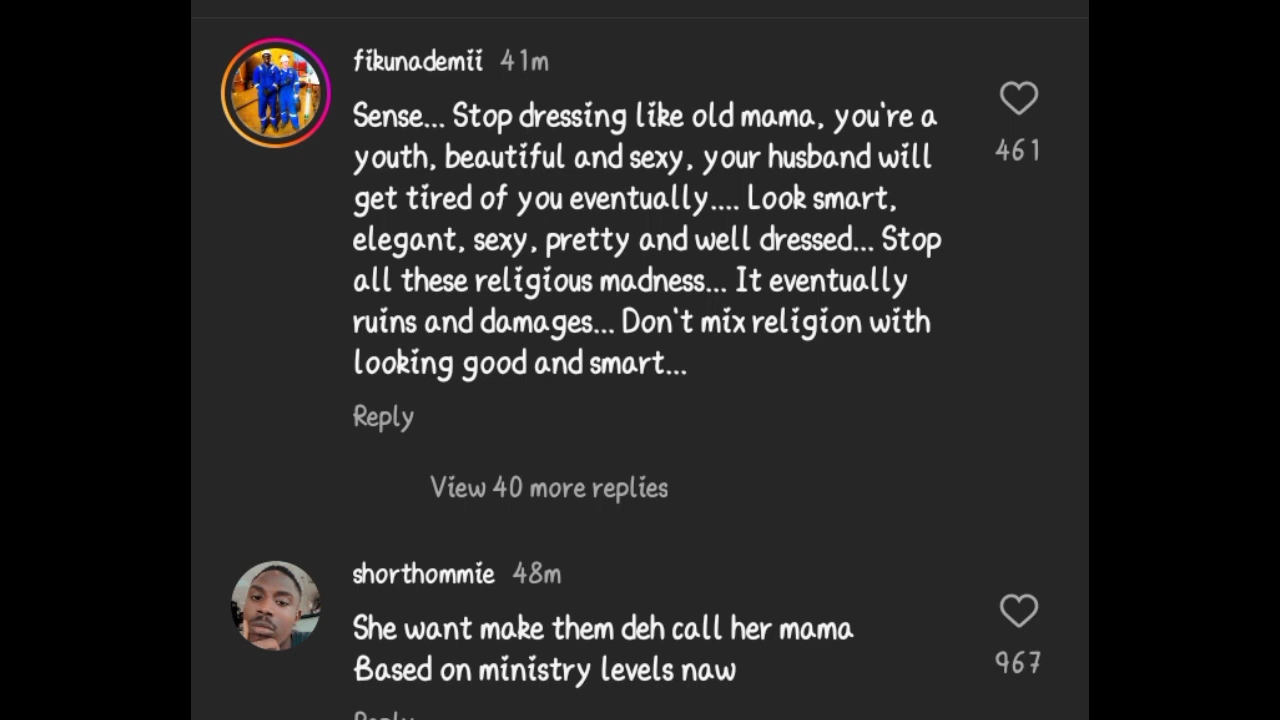 fikunademii 41m
Sense... Stop dressing like old mama, you're a
youth, beautiful and sexy, your husband will
get tired of you eventually.... Look smart,
elegant, sexy, pretty and well dressed... Stop
all these religious madness... It eventually
ruins and damages... Don't mix religion with
looking good and smart...
461
Reply
View 40 more replies
shorthommie 48m
She want make them deh call her mama
Based on ministry levels naw
967
Reply